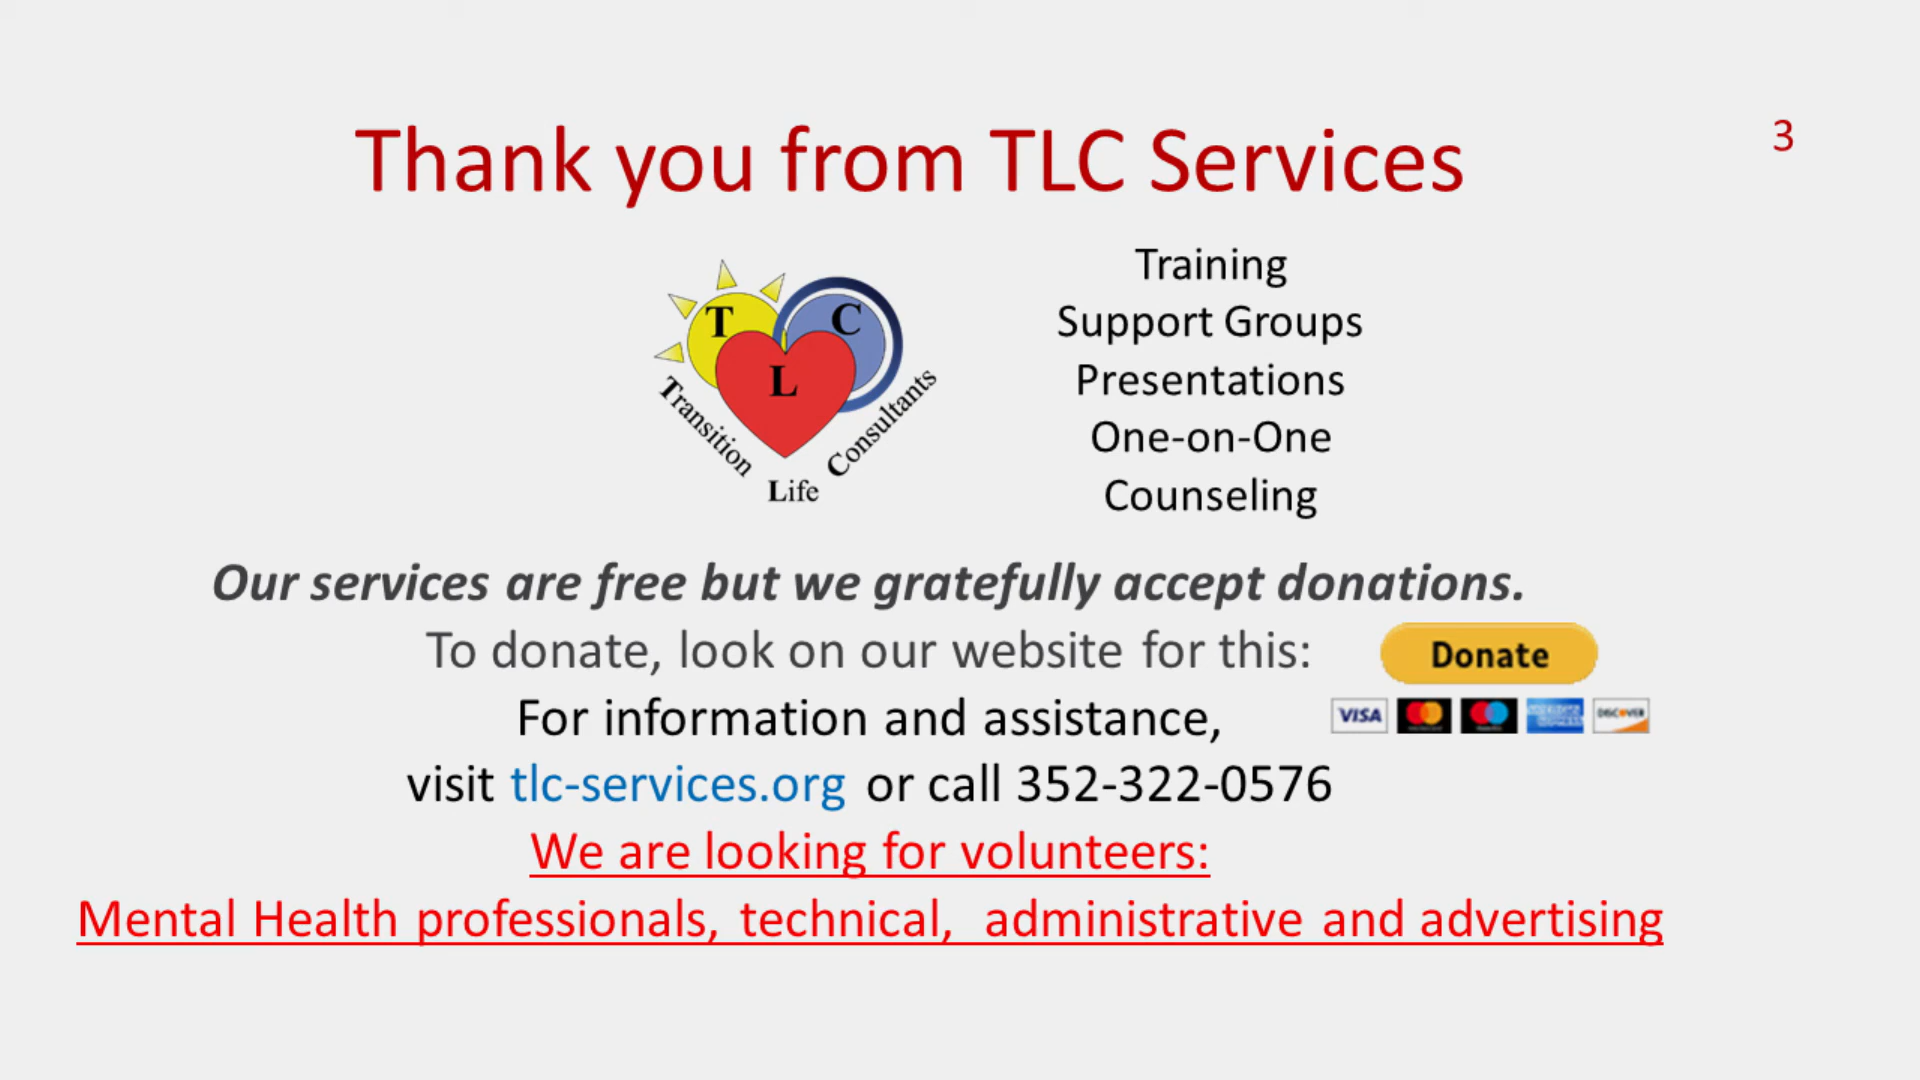 Thank you from TLC Services
3
T
C
L
Transition
Life
Consultants
Training
Support Groups
Presentations
One-on-One
Counseling
Our services are free but we gratefully accept donations.
To donate, look on our website for this:
Donate
For information and assistance,
VISA
AMERICAN EXPRESS
DISCOVER
visit tlc-services.org or call 352-322-0576
We are looking for volunteers:
Mental Health professionals, technical, administrative and advertising